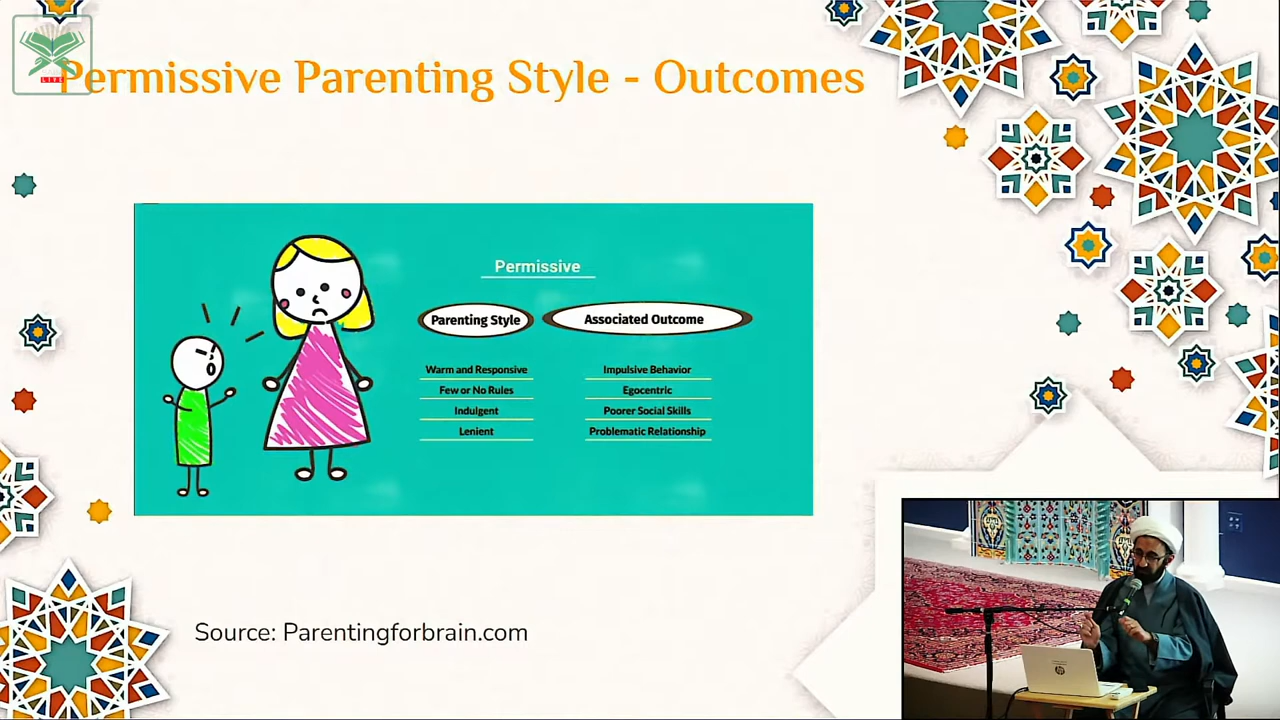 LIVE
Permissive Parenting Style - Outcomes
Permissive
Parenting Style
Associated Outcome
Warm and Responsive
Impulsive Behavior
Few or No Rules
Egocentric
Indulgent
Poorer Social Skills
Lenient
Problematic Relationship
Source: Parentingforbrain.com